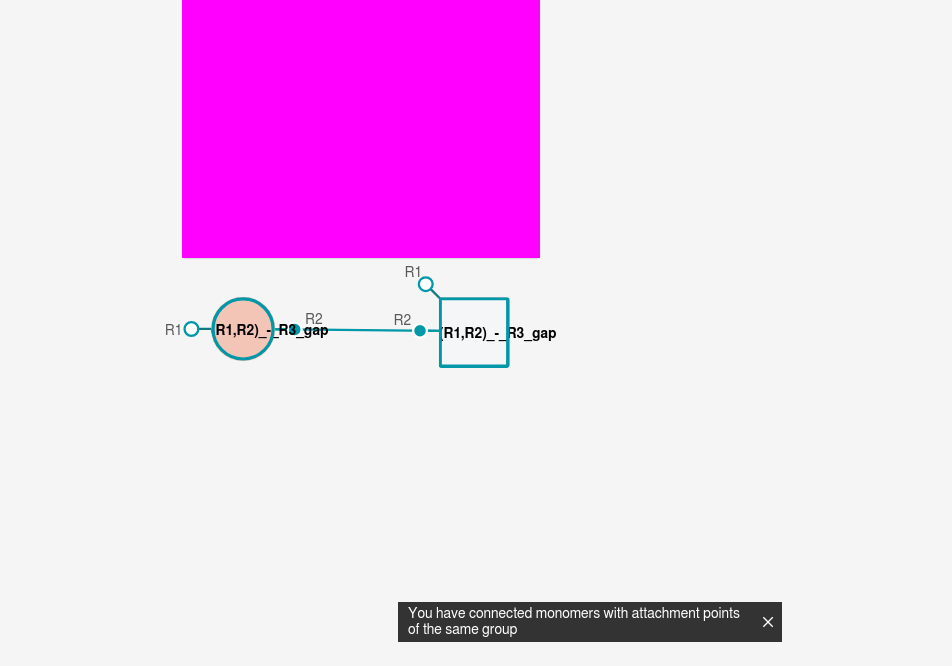 R1
R1
R2
R2
R1,R2)_-_R3_gap
(R1,R2)_-_R3_gap
You have connected monomers with attachment points
of the same group